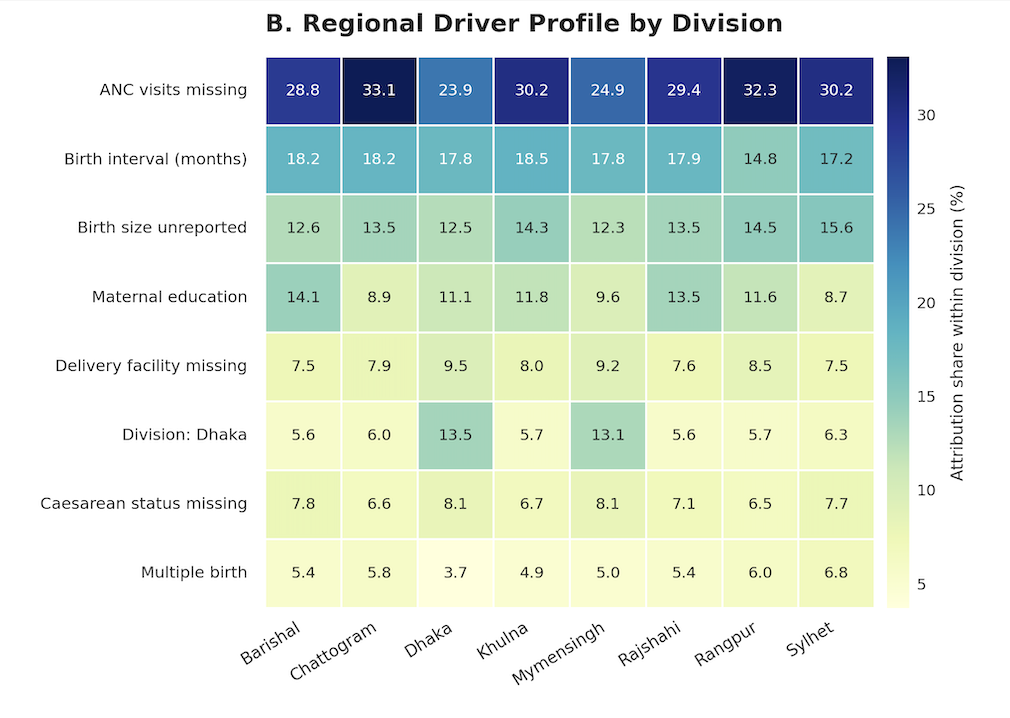 B. Regional Driver Profile by Division
ANC visits missing 28.8 33.1 23.9 30.2 24.9 29.4 32.3 30.2
Birth interval (months) 18.2 18.2 17.8 18.5 17.8 17.9 14.8 17.2
Birth size unreported 12.6 13.5 12.5 14.3 12.3 13.5 14.5 15.6
Maternal education 14.1 8.9 11.1 11.8 9.6 13.5 11.6 8.7
Delivery facility missing 7.5 7.9 9.5 8.0 9.2 7.6 8.5 7.5
Division: Dhaka 5.6 6.0 13.5 5.7 13.1 5.6 5.7 6.3
Caesarean status missing 7.8 6.6 8.1 6.7 8.1 7.1 6.5 7.7
Multiple birth 5.4 5.8 3.7 4.9 5.0 5.4 6.0 6.8
Barishal Chattogram Dhaka Khulna Mymensingh Rajshahi Rangpur Sylhet
30
25
20
15
10
5
Attribution share within division (%)